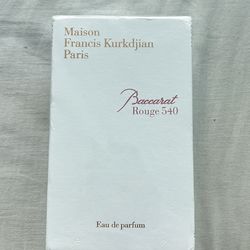 Maison
Francis Kurkdjian
Paris
Baccarat
Rouge 540
Eau de parfum